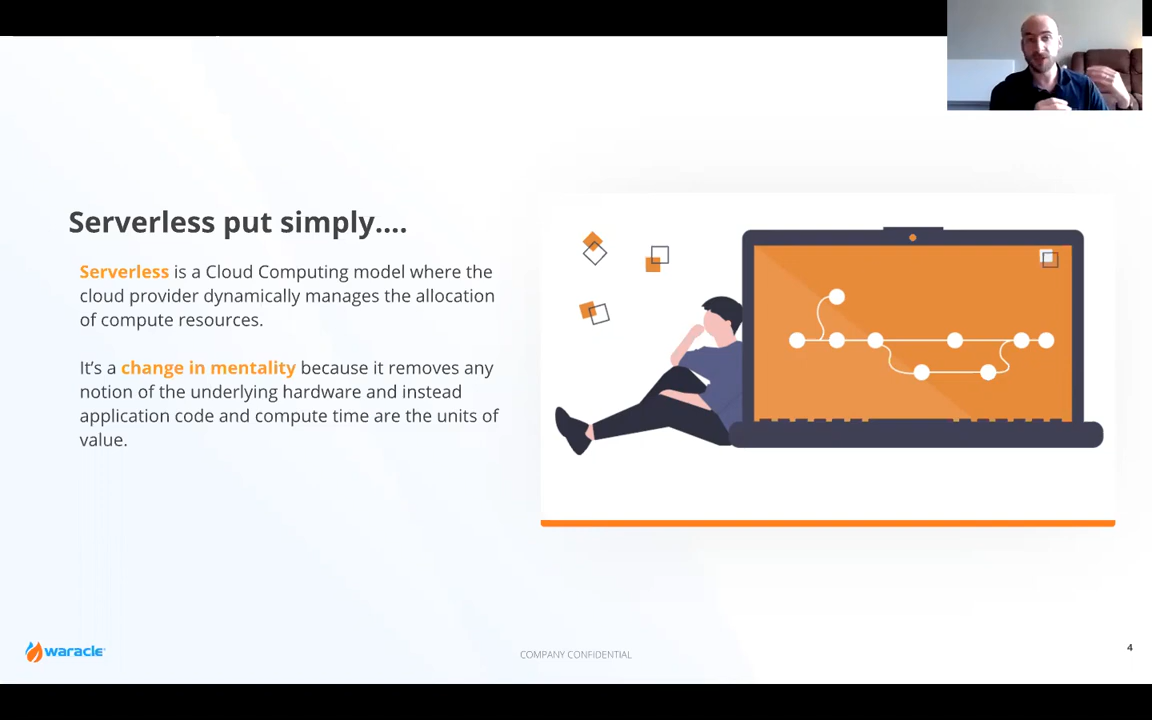 Serverless put simply....
Serverless is a Cloud Computing model where the
cloud provider dynamically manages the allocation
of compute resources.
It's a change in mentality because it removes any
notion of the underlying hardware and instead
application code and compute time are the units of
value.
waracle
COMPANY CONFIDENTIAL
4